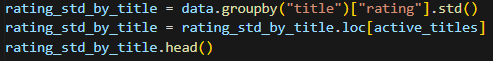 rating_std_by_title = data.groupby("title")["rating"].std()
rating_std_by_title = rating_std_by_title.loc[active_titles]
rating_std_by_title.head()